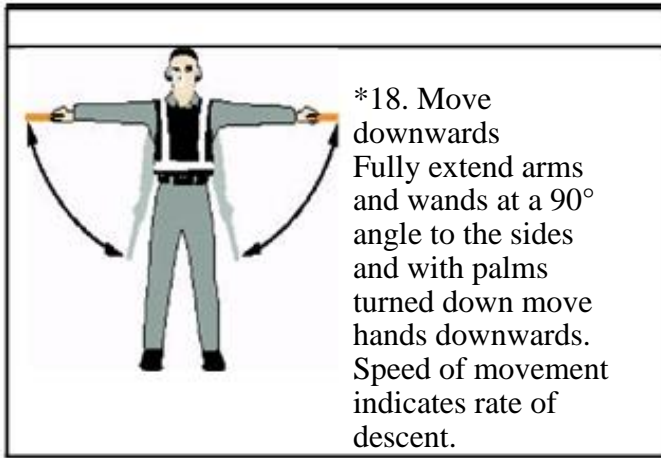 *18. Move
downwards
Fully extend arms
and wands at a 90°
angle to the sides
and with palms
turned down move
hands downwards.
Speed of movement
indicates rate of
descent.